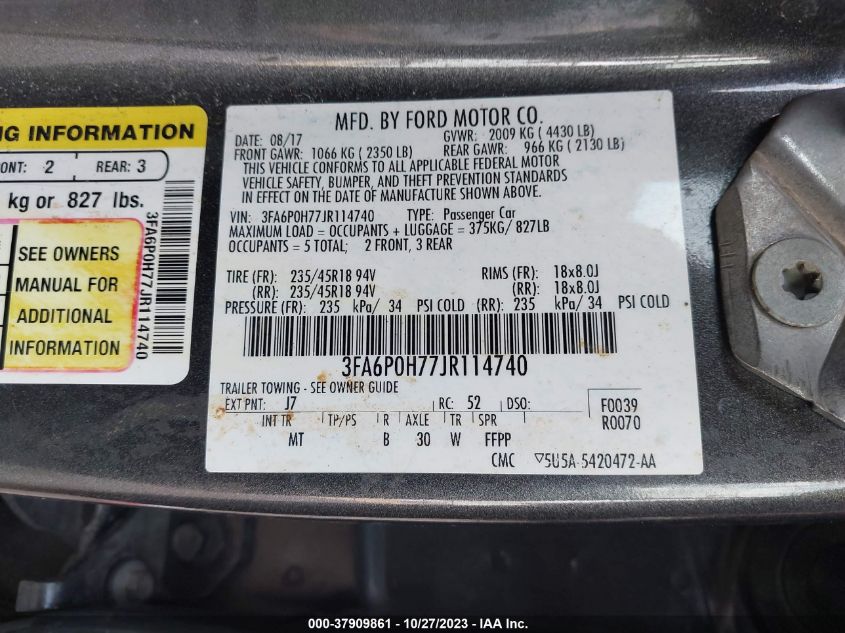 NG INFORMATION
ONT: 2 REAR: 3
kg or 827 lbs.
SEE OWNERS
MANUAL FOR
ADDITIONAL
INFORMATION
3FA6P0H77JR114740
MFD. BY FORD MOTOR CO.
DATE: 08/17 GVWR: 2009 KG ( 4430 LB)
FRONT GAWR: 1066 KG ( 2350 LB) REAR GAWR: 966 KG ( 2130 LB)
THIS VEHICLE CONFORMS TO ALL APPLICABLE FEDERAL MOTOR
VEHICLE SAFETY, BUMPER, AND THEFT PREVENTION STANDARDS
IN EFFECT ON THE DATE OF MANUFACTURE SHOWN ABOVE.
VIN: 3FA6P0H77JR114740 TYPE: Passenger Car
MAXIMUM LOAD = OCCUPANTS + LUGGAGE = 375KG/ 827LB
OCCUPANTS = 5 TOTAL; 2 FRONT, 3 REAR
TIRE (FR): 235/45R18 94V RIMS (FR): 18x8.0J
(RR): 235/45R18 94V (RR): 18x8.0J
PRESSURE (FR): 235 kPa/ 34 PSI COLD (RR): 235 kPa/ 34 PSI COLD
3FA6P0H77JR114740
TRAILER TOWING - SEE OWNER GUIDE
EXT PNT: J7 RC: 52 DSO: F0039
INT TR TP/PS R AXLE TR SPR R0070
MT B 30 W FFPP
CMC ▽5U5A-5420472-AA
000-37909861 - 10/27/2023 - IAA Inc.